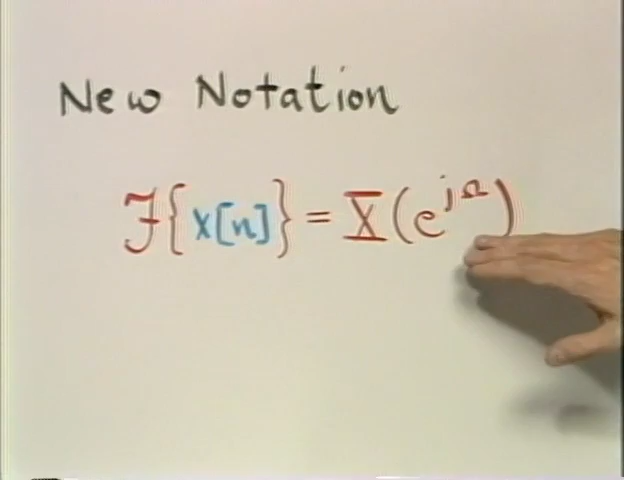 New Notation
ℱ{x[n]} = X(e^{jΩ})